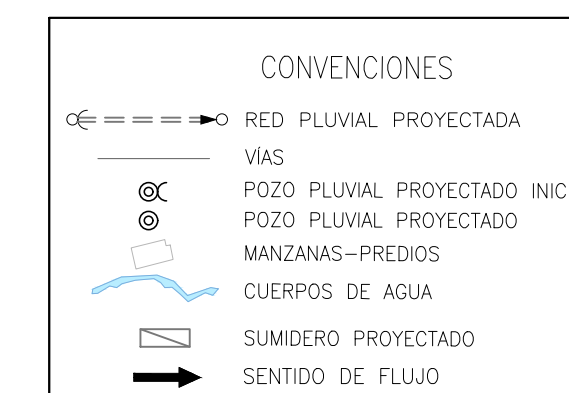 CONVENCIONES
RED PLUVIAL PROYECTADA
VÍAS
POZO PLUVIAL PROYECTADO INIC
POZO PLUVIAL PROYECTADO
MANZANAS-PREDIOS
CUERPOS DE AGUA
SUMIDERO PROYECTADO
SENTIDO DE FLUJO